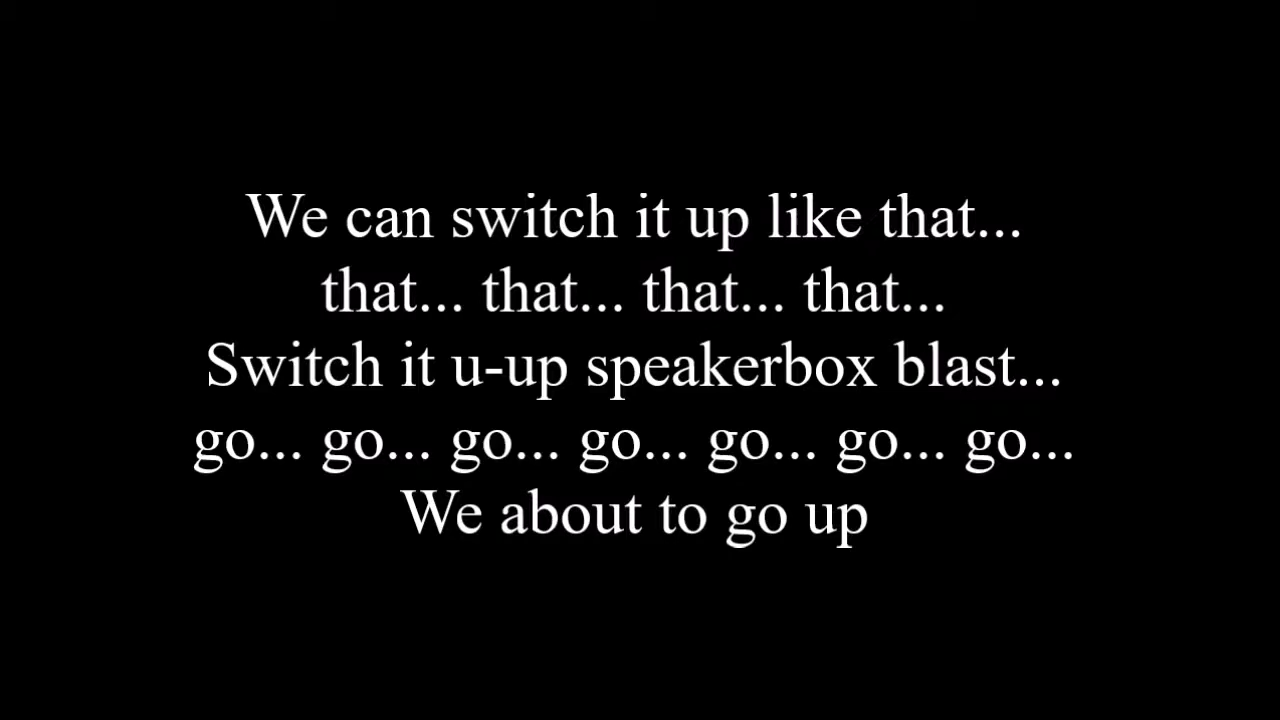 We can switch it up like that...
that... that... that... that...
Switch it u-up speakerbox blast...
go... go... go... go... go... go... go...
We about to go up